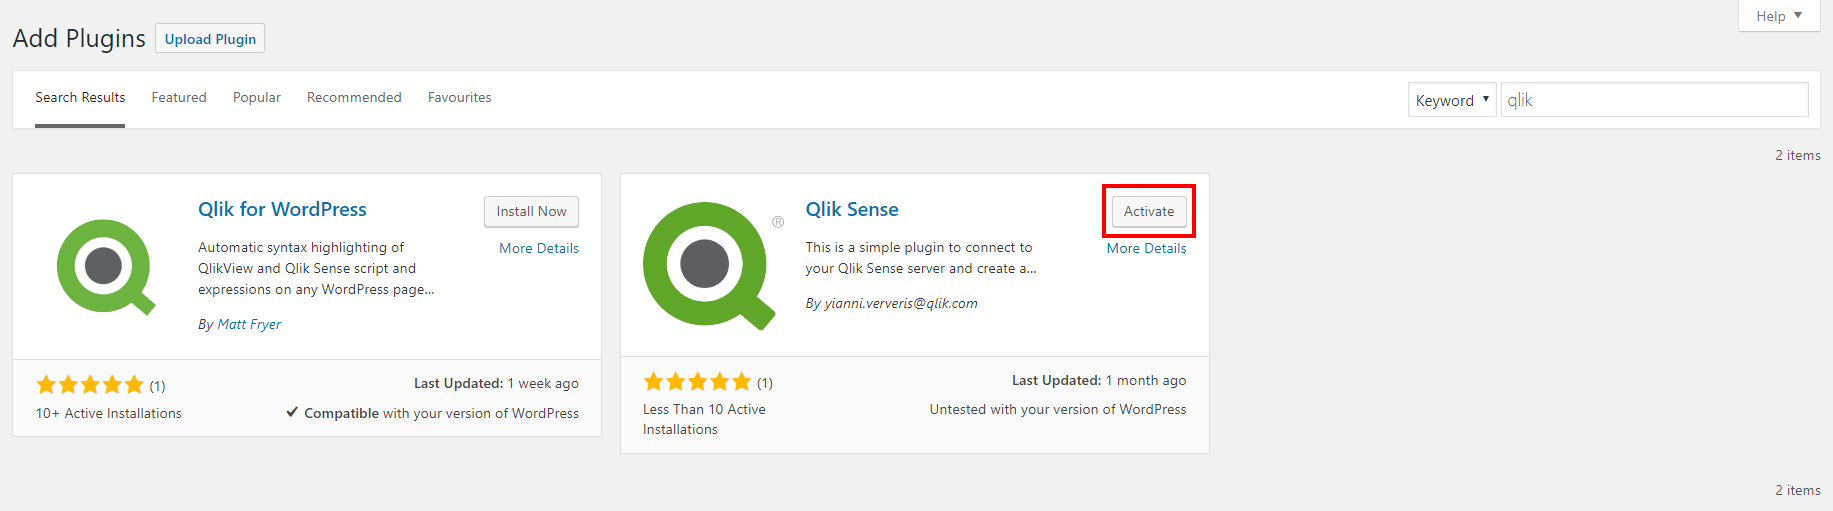 Help
Add Plugins Upload Plugin
Search Results Featured Popular Recommended Favourites Keyword qlik
2 items
Qlik for WordPress
Install Now
More Details
Automatic syntax highlighting of
QlikView and Qlik Sense script and
expressions on any WordPress page...
By Matt Fryer
(1)
Last Updated: 1 week ago
10+ Active Installations
Compatible with your version of WordPress
®
Qlik Sense
Activate
More Details
This is a simple plugin to connect to
your Qlik Sense server and create a...
By yianni.ververis@qlik.com
(1)
Last Updated: 1 month ago
Less Than 10 Active
Installations
Untested with your version of WordPress
2 items